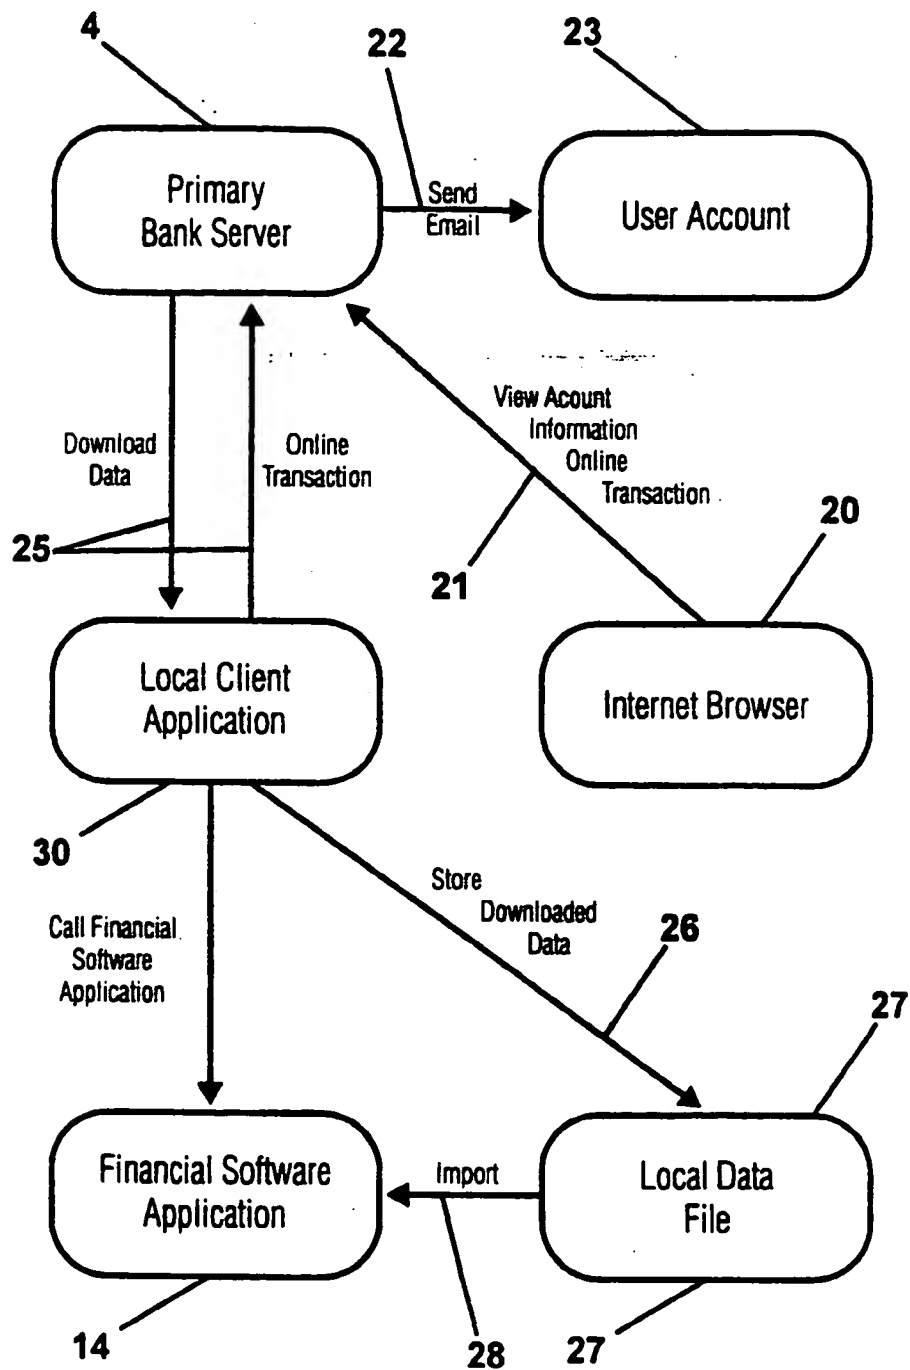 4
22
23
Primary
Bank Server
Send
Email
User Account
View Acount
Information
Online
Transaction
Download
Data
Online
Transaction
25
21
20
Local Client
Application
Internet Browser
30
Store
Downloaded
Data
Call Financial
Software
Application
26
27
Financial Software
Application
Import
Local Data
File
14
28
27